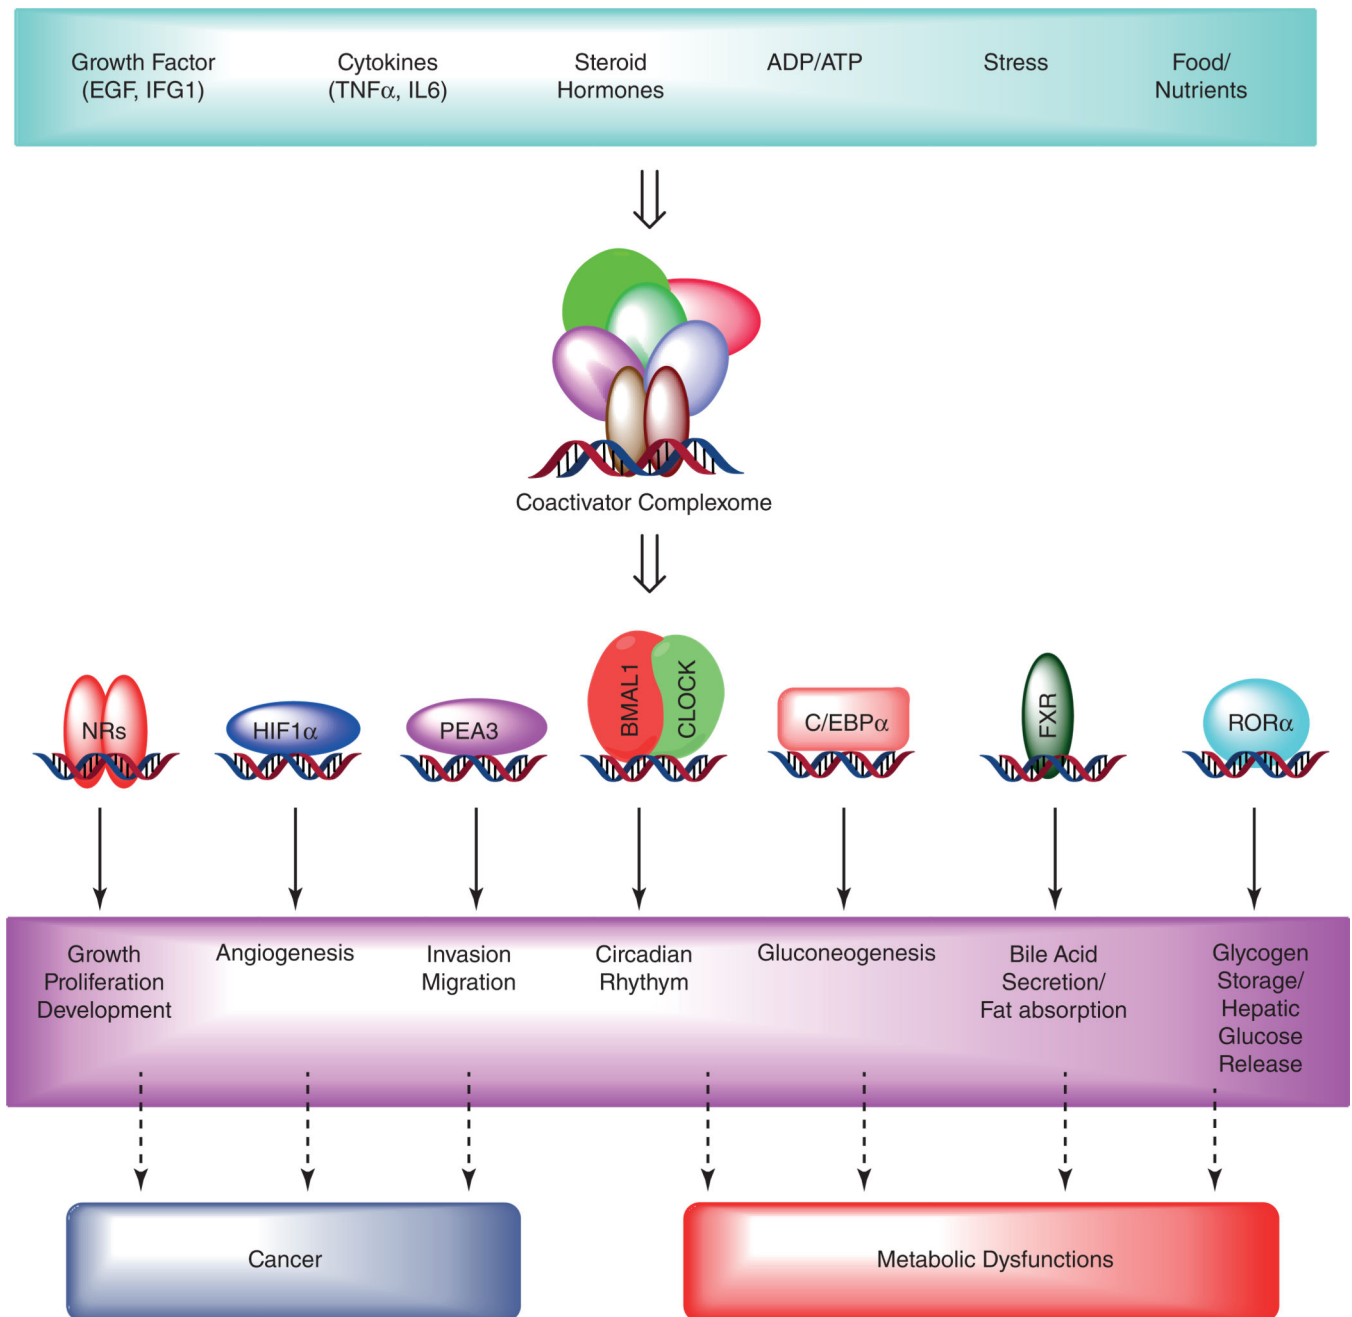 Growth Factor
(EGF, IFG1)
Cytokines
(TNFα, IL6)
Steroid
Hormones
ADP/ATP
Stress
Food/
Nutrients
Coactivator Complexome
NRs
HIF1α
PEA3
BMAL1
CLOCK
C/EBPα
FXR
RORα
Growth
Proliferation
Development
Angiogenesis
Invasion
Migration
Circadian
Rhythym
Gluconeogenesis
Bile Acid
Secretion/
Fat absorption
Glycogen
Storage/
Hepatic
Glucose
Release
Cancer
Metabolic Dysfunctions